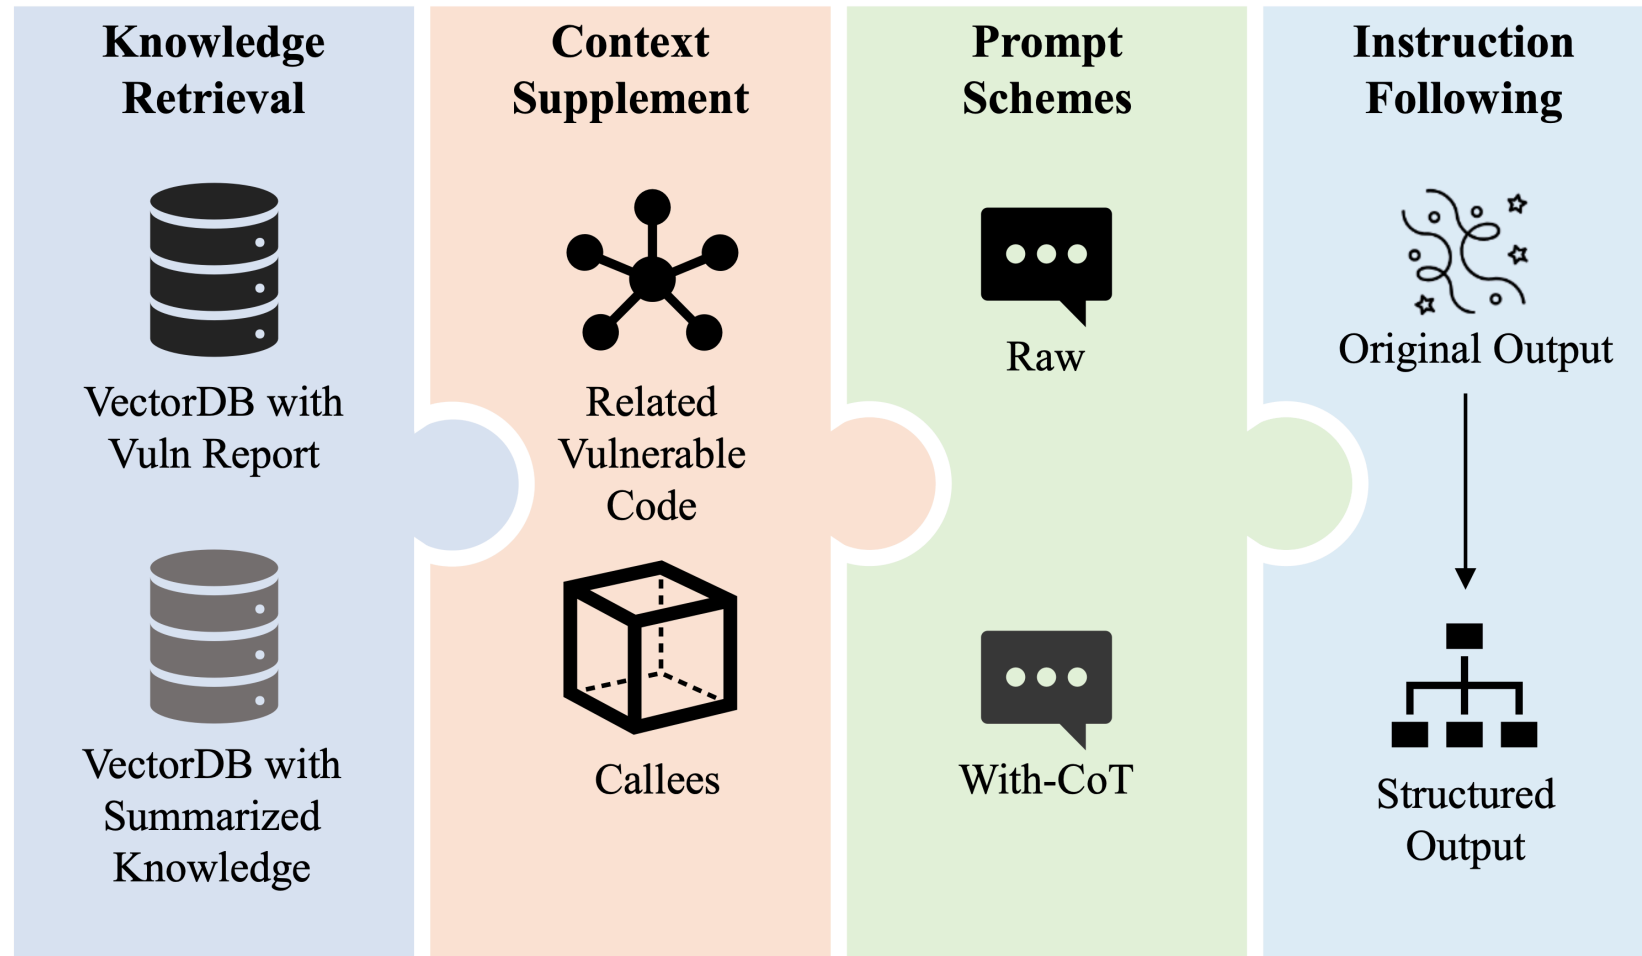 Knowledge
Retrieval
VectorDB with
Vuln Report
VectorDB with
Summarized
Knowledge
Context
Supplement
Related
Vulnerable
Code
Callees
Prompt
Schemes
Raw
With-CoT
Instruction
Following
Original Output
Structured
Output